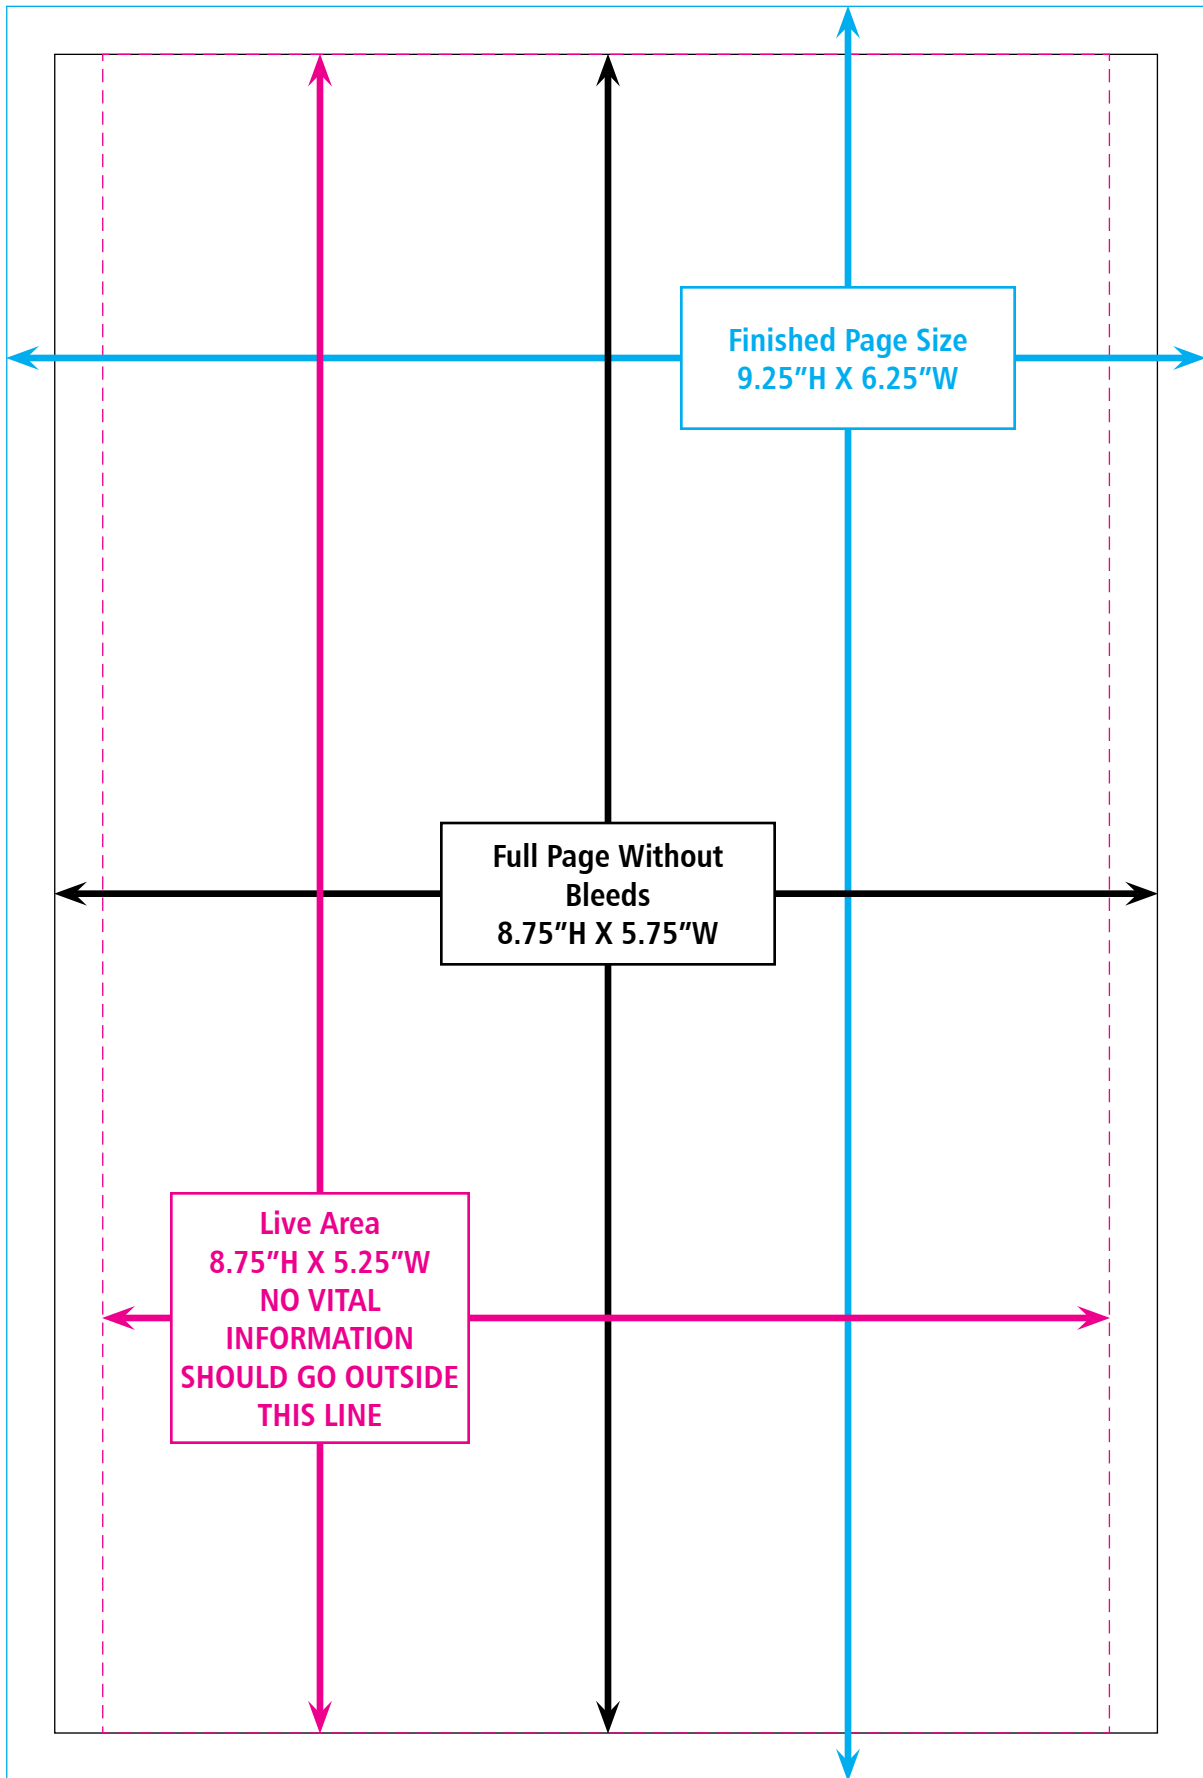 Finished Page Size
9.25”H X 6.25”W
Full Page Without
Bleeds
8.75”H X 5.75”W
Live Area
8.75”H X 5.25”W
NO VITAL
INFORMATION
SHOULD GO OUTSIDE
THIS LINE